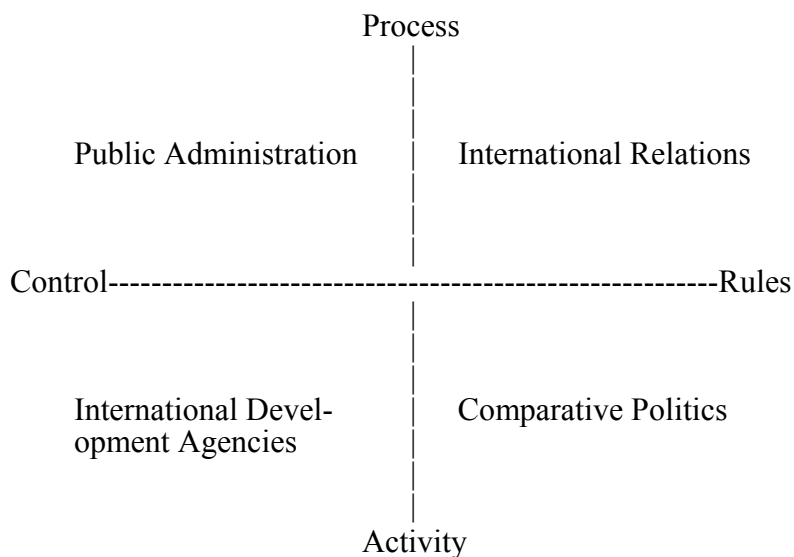 Process
Public Administration
International Relations
Control---------------------------------------------------------Rules
International Devel-
opment Agencies
Comparative Politics
Activity